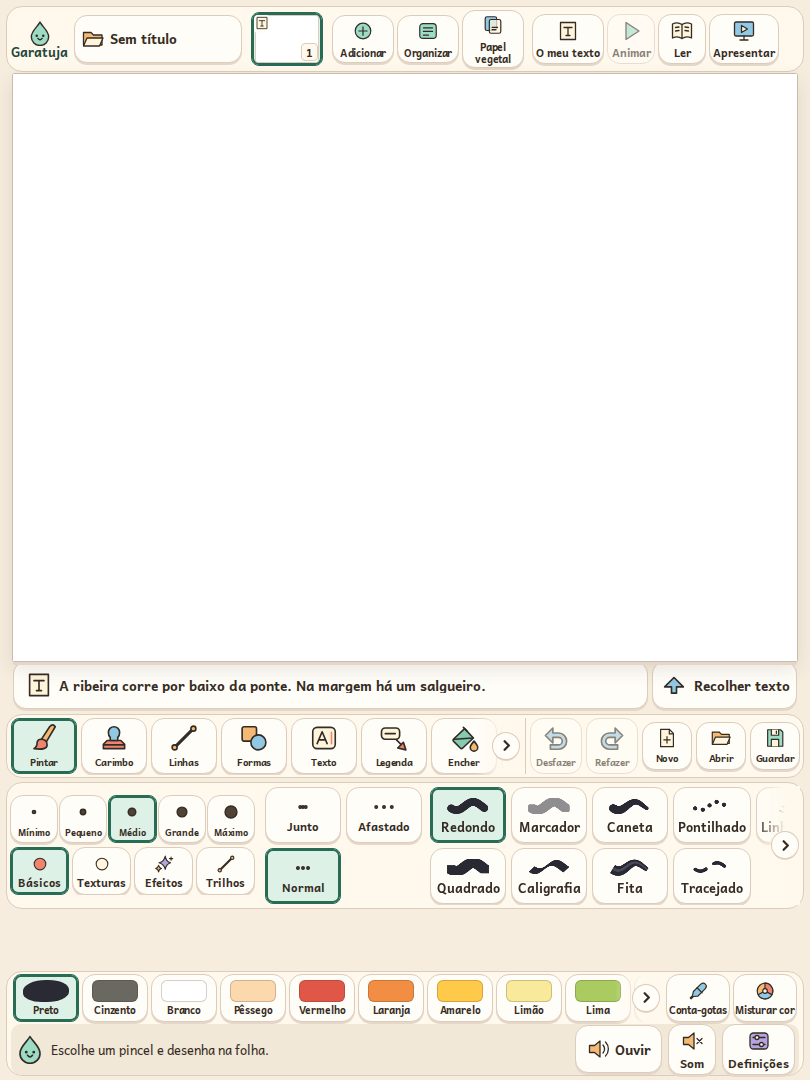 Garatuja
Sem título
1
Adicionar
Organizar
Papel vegetal
O meu texto
Animar
Ler
Apresentar
A ribeira corre por baixo da ponte. Na margem há um salgueiro.
Recolher texto
Pintar
Carimbo
Linhas
Formas
Texto
Legenda
Encher
Desfazer
Refazer
Novo
Abrir
Guardar
Mínimo
Pequeno
Médio
Grande
Máximo
Junto
Afastado
Redondo
Marcador
Caneta
Pontilhado
Básicos
Texturas
Efeitos
Trilhos
Normal
Quadrado
Caligrafia
Fita
Tracejado
Preto
Cinzento
Branco
Pêssego
Vermelho
Laranja
Amarelo
Limão
Lima
Conta-gotas
Misturar cor
Escolhe um pincel e desenha na folha.
Ouvir
Som
Definições